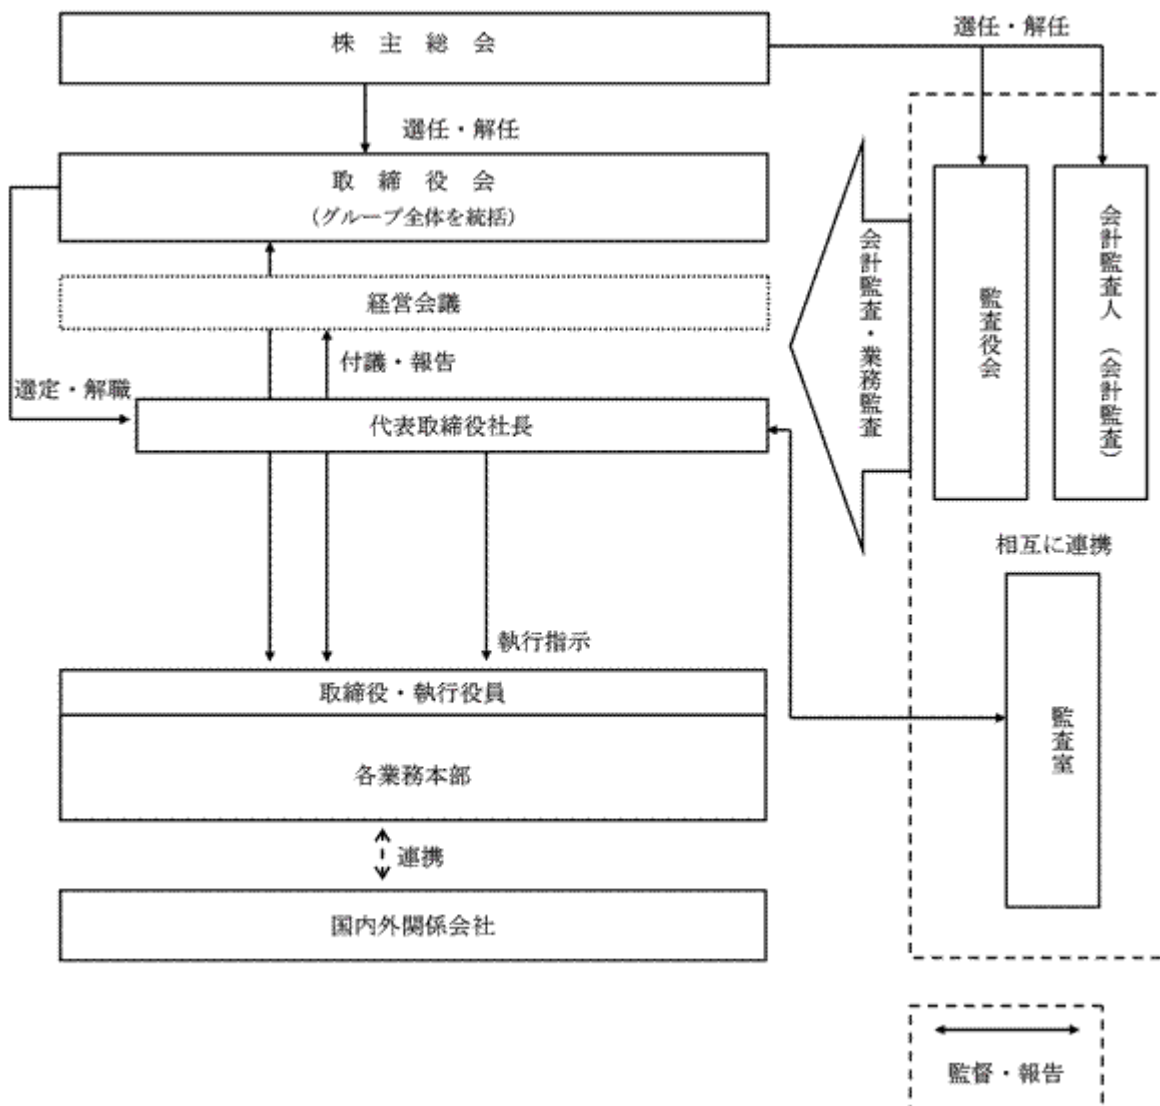 株主総会
選任・解任
選任・解任
取締役会
(グループ全体を統括)
経営会議
付議・報告
選定・解職
代表取締役社長
会計監査・業務監査
監査役会
会計監査人（会計監査）
相互に連携
執行指示
取締役・執行役員
各業務本部
監査室
連携
国内外関係会社
監督・報告